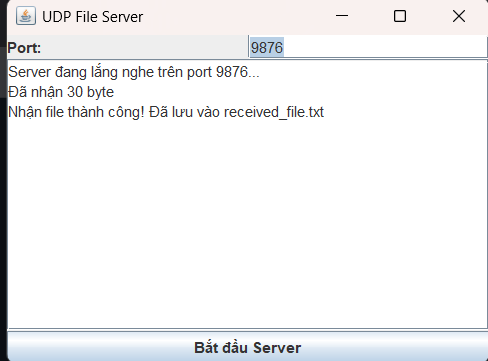 UDP File Server
Port: 9876
Server đang lắng nghe trên port 9876...
Đã nhận 30 byte
Nhận file thành công! Đã lưu vào received_file.txt
Bắt đầu Server